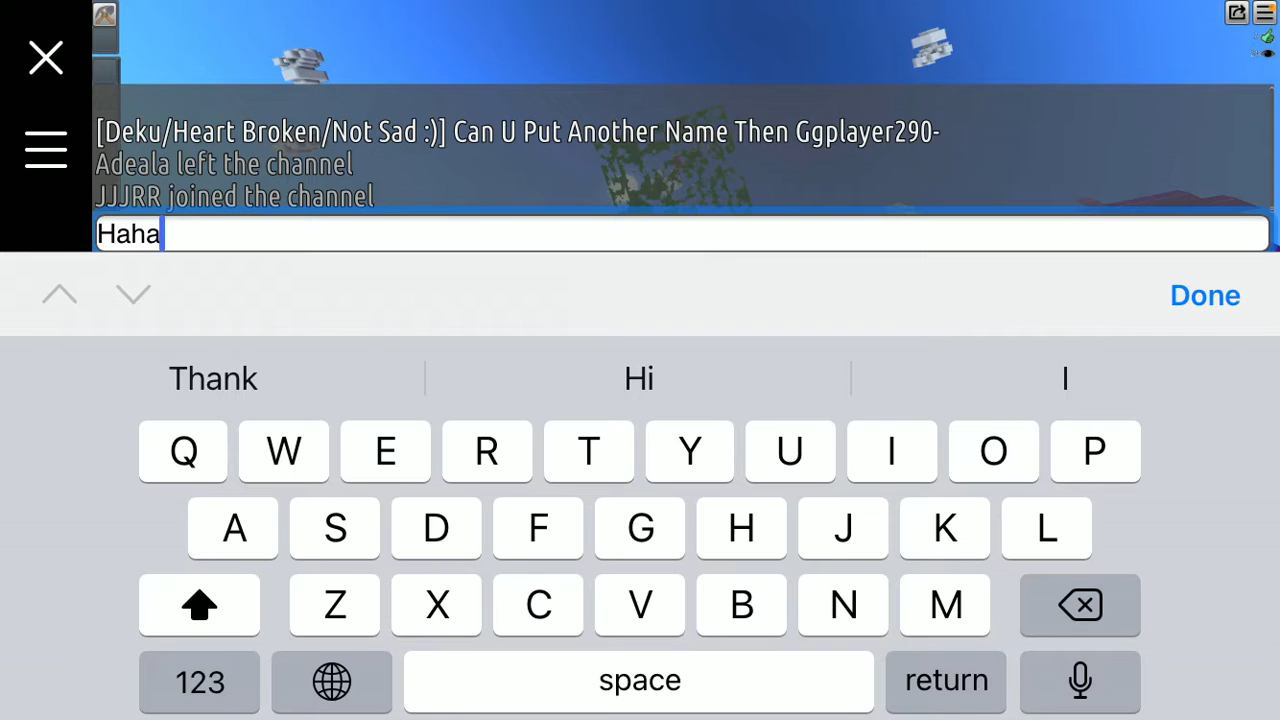 [Deku/Heart Broken/Not Sad :)] Can U Put Another Name Then Ggplayer290-
Adeala left the channel
JJJRR joined the channel
Haha
Done
Thank Hi I
Q W E R T Y U I O P
A S D F G H J K L
Z X C V B N M
123 space return